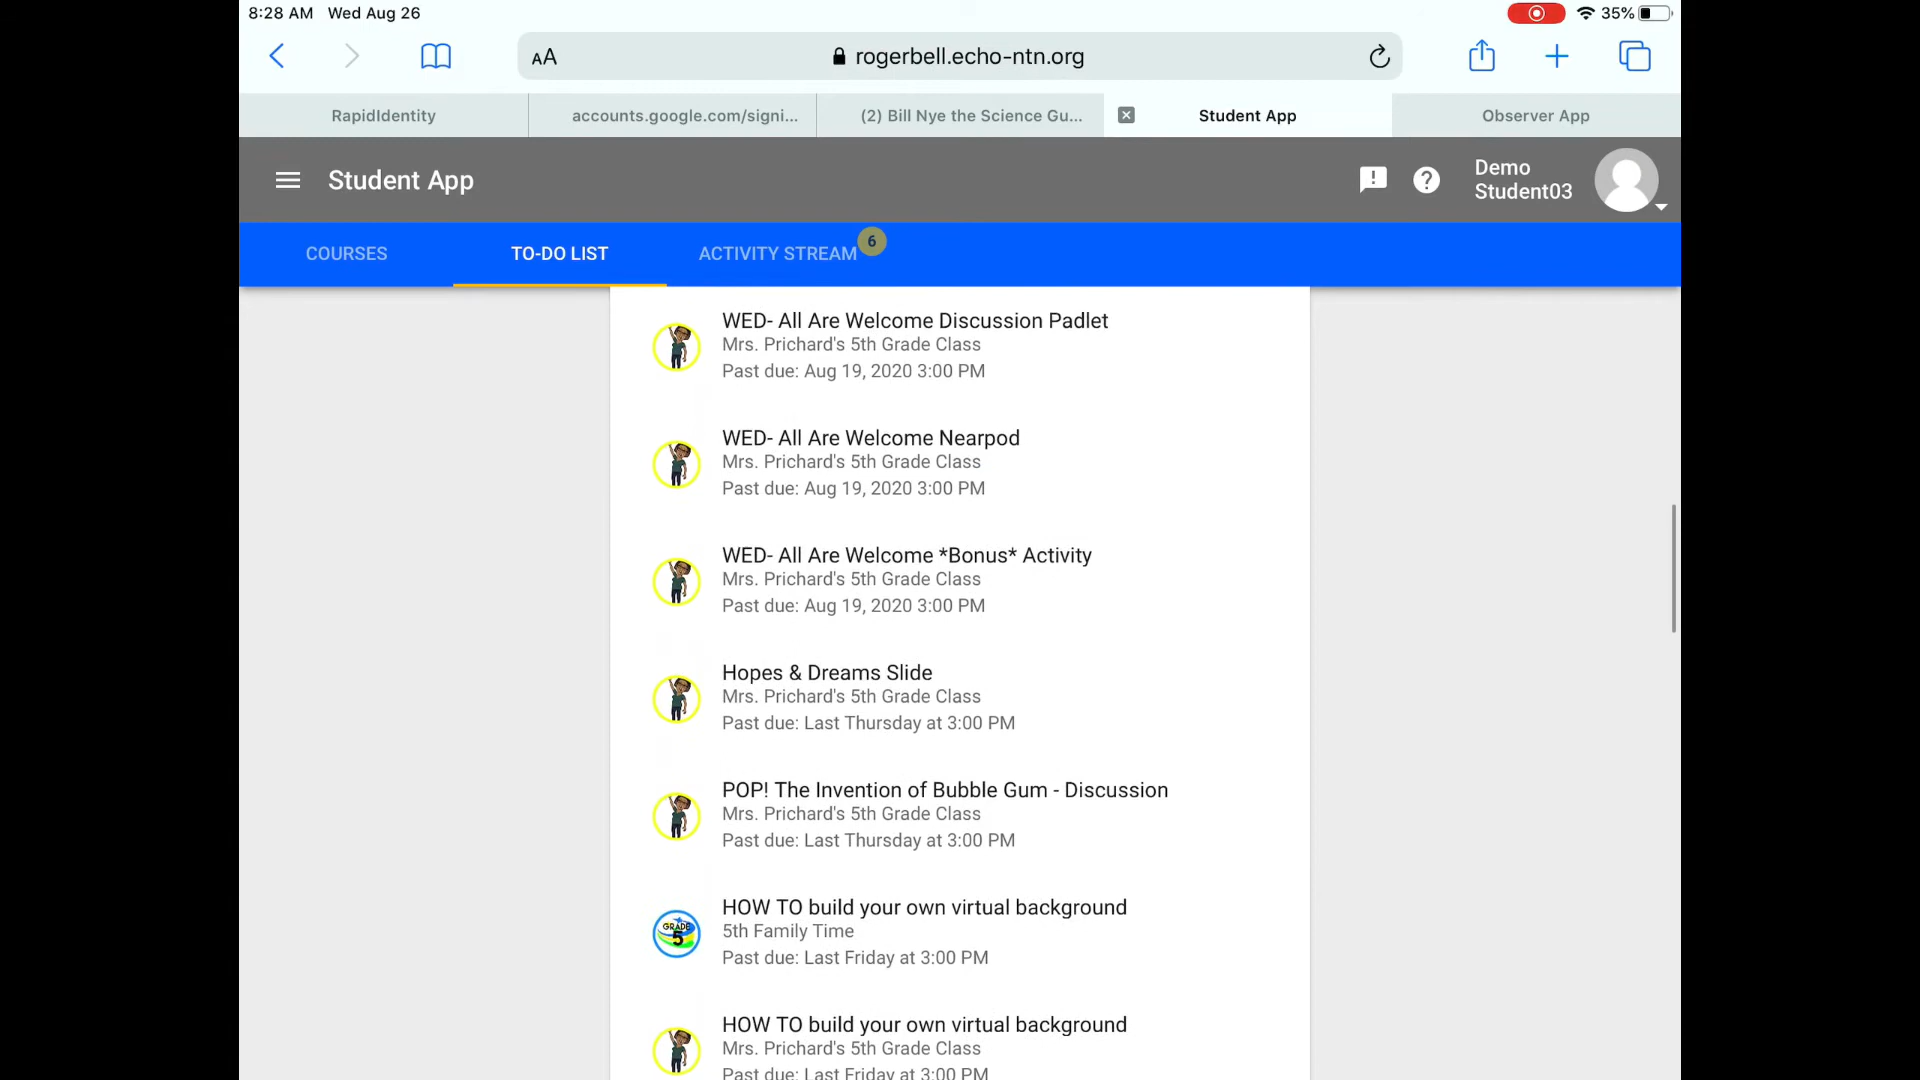 8:28 AM Wed Aug 26
35%
AA
rogerbell.echo-ntn.org
RapidIdentity
accounts.google.com/signi...
(2) Bill Nye the Science Gu...
Student App
Observer App
Student App
Demo
Student03
COURSES
TO-DO LIST
ACTIVITY STREAM
6
WED- All Are Welcome Discussion Padlet
Mrs. Prichard's 5th Grade Class
Past due: Aug 19, 2020 3:00 PM
WED- All Are Welcome Nearpod
Mrs. Prichard's 5th Grade Class
Past due: Aug 19, 2020 3:00 PM
WED- All Are Welcome *Bonus* Activity
Mrs. Prichard's 5th Grade Class
Past due: Aug 19, 2020 3:00 PM
Hopes & Dreams Slide
Mrs. Prichard's 5th Grade Class
Past due: Last Thursday at 3:00 PM
POP! The Invention of Bubble Gum - Discussion
Mrs. Prichard's 5th Grade Class
Past due: Last Thursday at 3:00 PM
GRADE
5
HOW TO build your own virtual background
5th Family Time
Past due: Last Friday at 3:00 PM
HOW TO build your own virtual background
Mrs. Prichard's 5th Grade Class
Past due: Last Friday at 3:00 PM